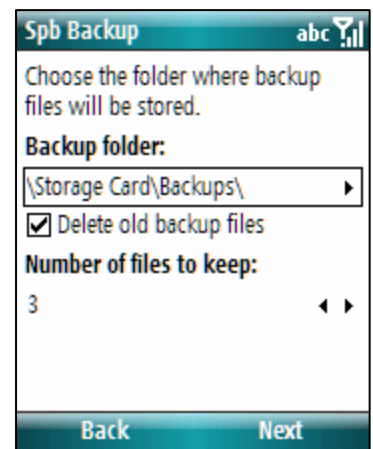 Spb Backup abc
Choose the folder where backup
files will be stored.
Backup folder:
\Storage Card\Backups\
Delete old backup files
Number of files to keep:
3
Back Next